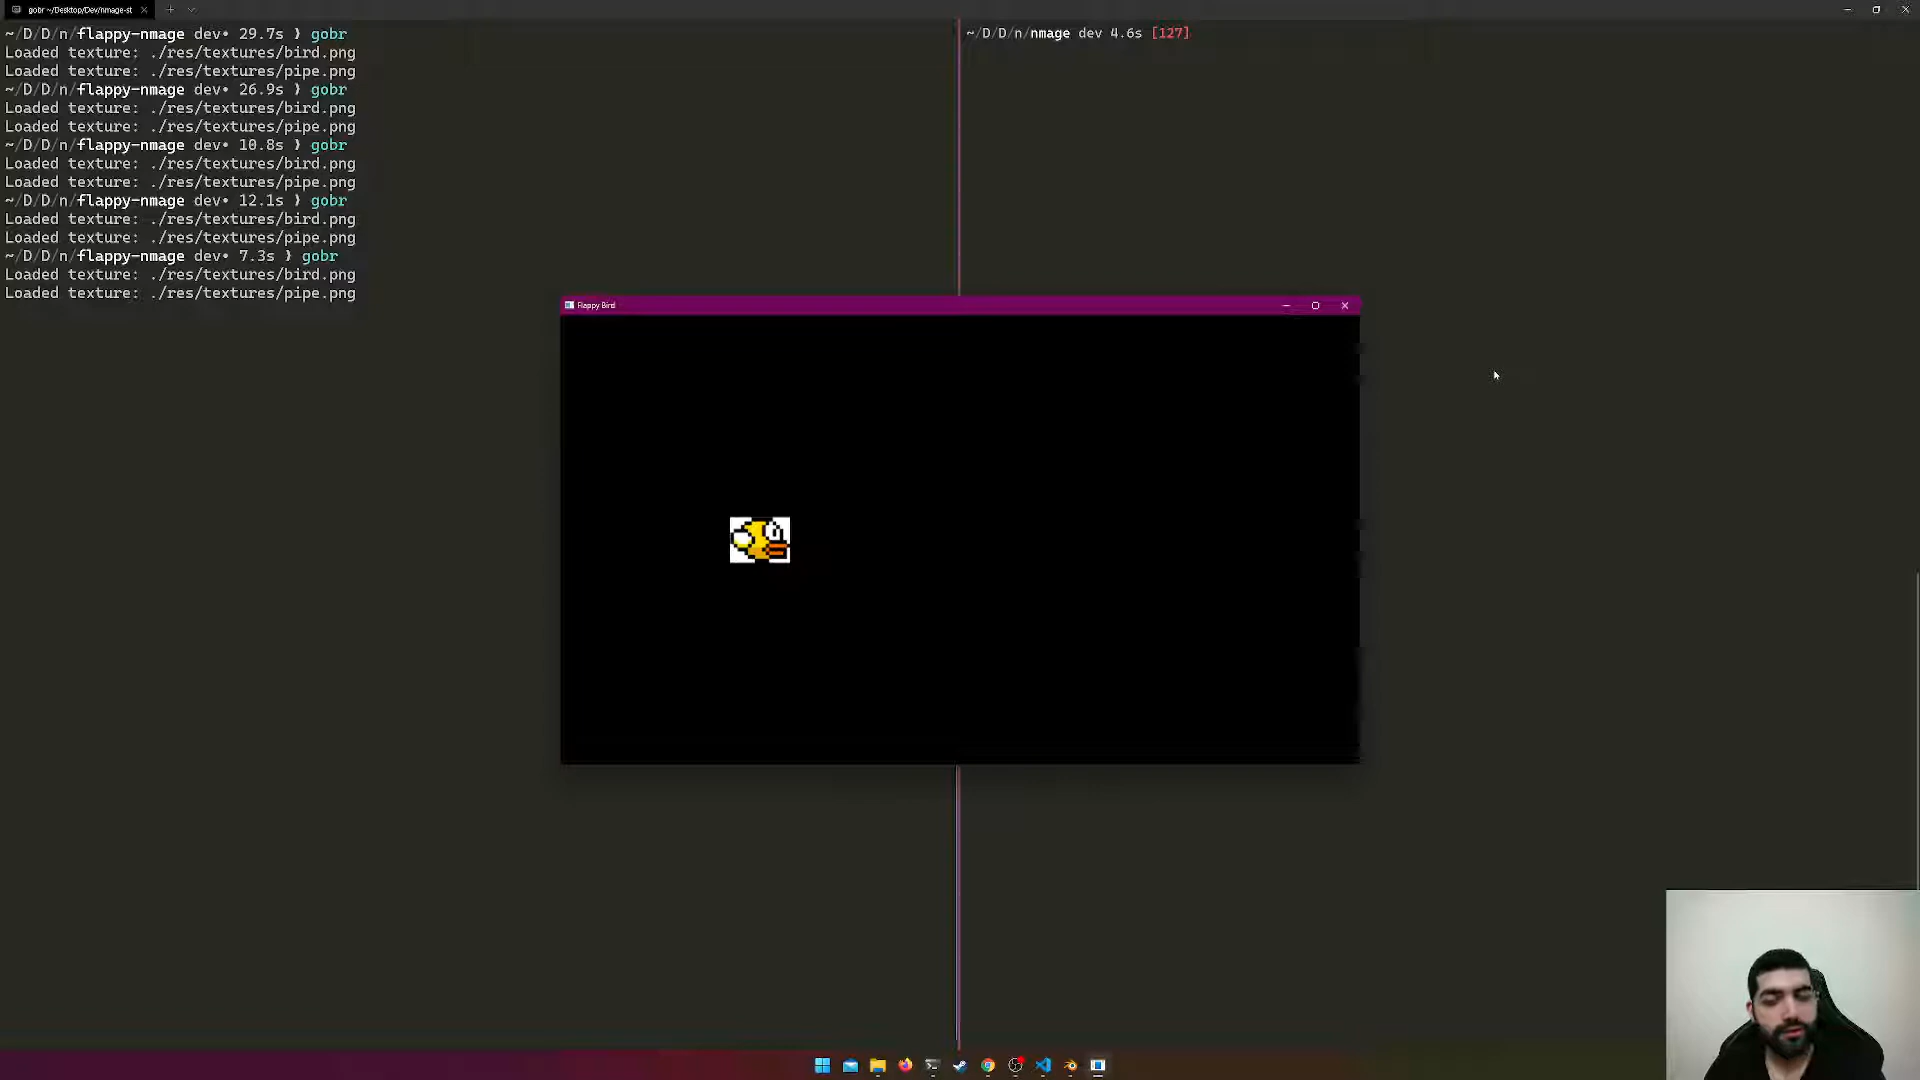 gobr ~/Desktop/Dev/nmage-st
~/D/D/n/flappy-nmage dev• 29.7s ❩ gobr
Loaded texture: ./res/textures/bird.png
Loaded texture: ./res/textures/pipe.png
~/D/D/n/flappy-nmage dev• 26.9s ❩ gobr
Loaded texture: ./res/textures/bird.png
Loaded texture: ./res/textures/pipe.png
~/D/D/n/flappy-nmage dev• 10.8s ❩ gobr
Loaded texture: ./res/textures/bird.png
Loaded texture: ./res/textures/pipe.png
~/D/D/n/flappy-nmage dev• 12.1s ❩ gobr
Loaded texture: ./res/textures/bird.png
Loaded texture: ./res/textures/pipe.png
~/D/D/n/flappy-nmage dev• 7.3s ❩ gobr
Loaded texture: ./res/textures/bird.png
Loaded texture: ./res/textures/pipe.png
~/D/D/n/nmage dev 4.6s [127]
Flappy Bird